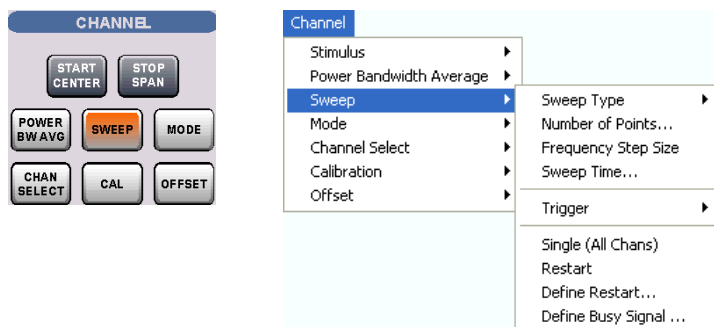 CHANNEL
START
CENTER
STOP
SPAN
POWER
BW AVG
SWEEP
MODE
CHAN
SELECT
CAL
OFFSET
Channel
Stimulus
Power Bandwidth Average
Sweep
Mode
Channel Select
Calibration
Offset
Sweep Type
Number of Points...
Frequency Step Size
Sweep Time...
Trigger
Single (All Chans)
Restart
Define Restart...
Define Busy Signal ...